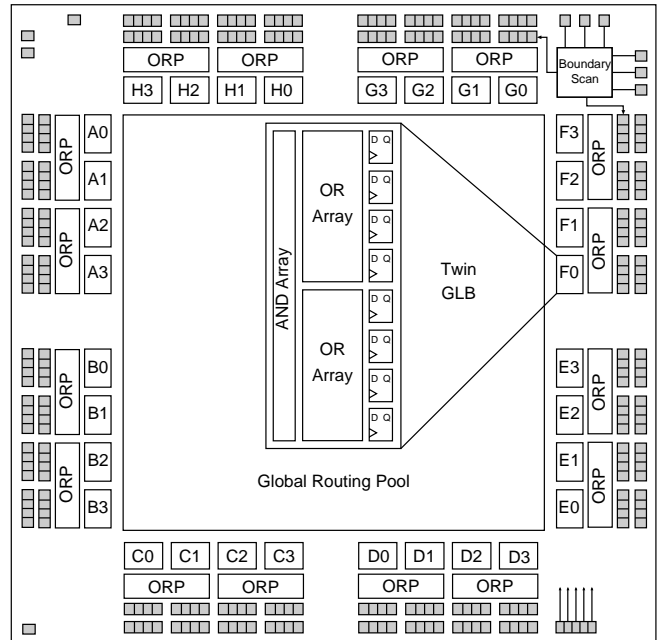 ORP ORP ORP ORP
H3 H2 H1 H0 G3 G2 G1 G0
Boundary
Scan
A0
A1
ORP
A2
A3
ORP
B0
B1
ORP
B2
B3
ORP
F3
F2
ORP
F1
F0
ORP
E3
E2
ORP
E1
E0
ORP
AND Array
OR
Array
OR
Array
D Q
D Q
D Q
D Q
D Q
D Q
D Q
D Q
Twin
GLB
Global Routing Pool
C0 C1 C2 C3 D0 D1 D2 D3
ORP ORP ORP ORP